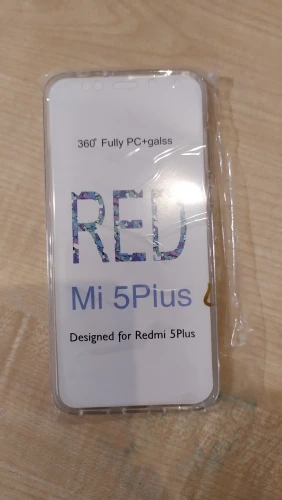 360° Fully PC+galss
RED
Mi 5Plus
Designed for Redmi 5Plus